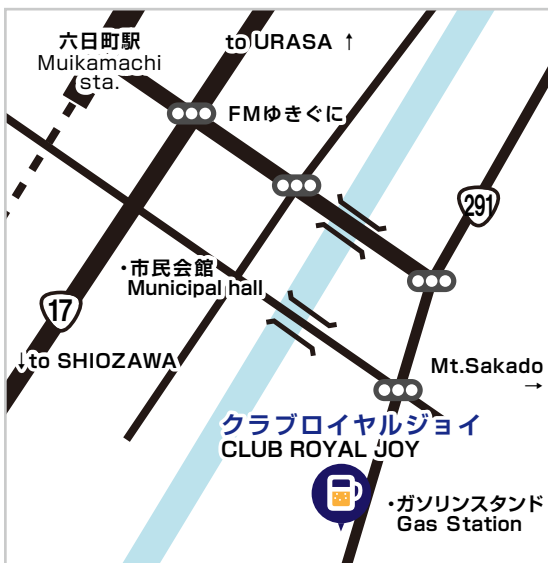 六日町駅
Muikamachi
sta.
to URASA ↑
FMゆきぐに
291
・市民会館
Municipal hall
17
↓to SHIOZAWA
Mt.Sakado
→
クラブロイヤルジョイ
CLUB ROYAL JOY
・ガソリンスタンド
Gas Station